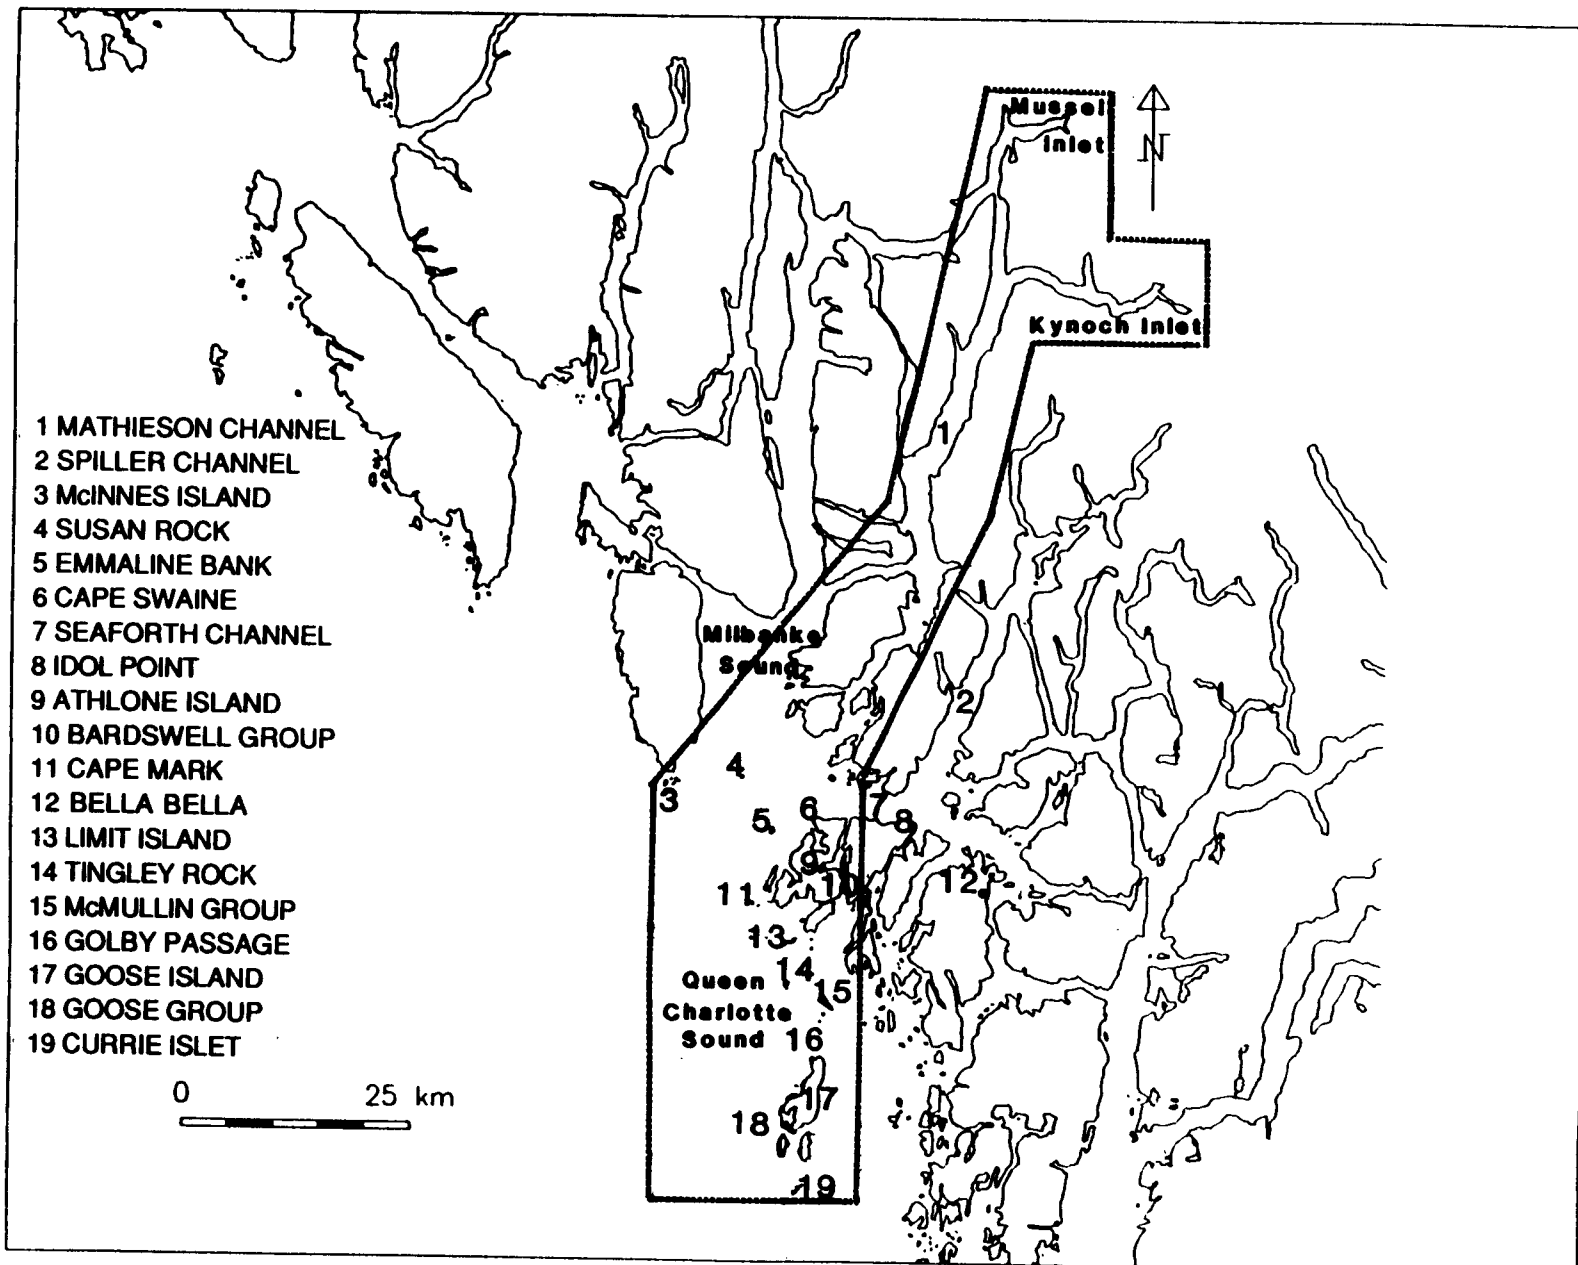 Mussel
Inlet
N
Kynoch Inlet
1 MATHIESON CHANNEL
2 SPILLER CHANNEL
3 McINNES ISLAND
4 SUSAN ROCK
5 EMMALINE BANK
6 CAPE SWAINE
7 SEAFORTH CHANNEL
8 IDOL POINT
9 ATHLONE ISLAND
10 BARDSWELL GROUP
11 CAPE MARK
12 BELLA BELLA
13 LIMIT ISLAND
14 TINGLEY ROCK
15 McMULLIN GROUP
16 GOLBY PASSAGE
17 GOOSE ISLAND
18 GOOSE GROUP
19 CURRIE ISLET
0 25 km
1
Milbanke
Sound
2
4
3
7
5
6
8
9
10
11
12
13
14
15
Queen
Charlotte
Sound
16
17
18
19